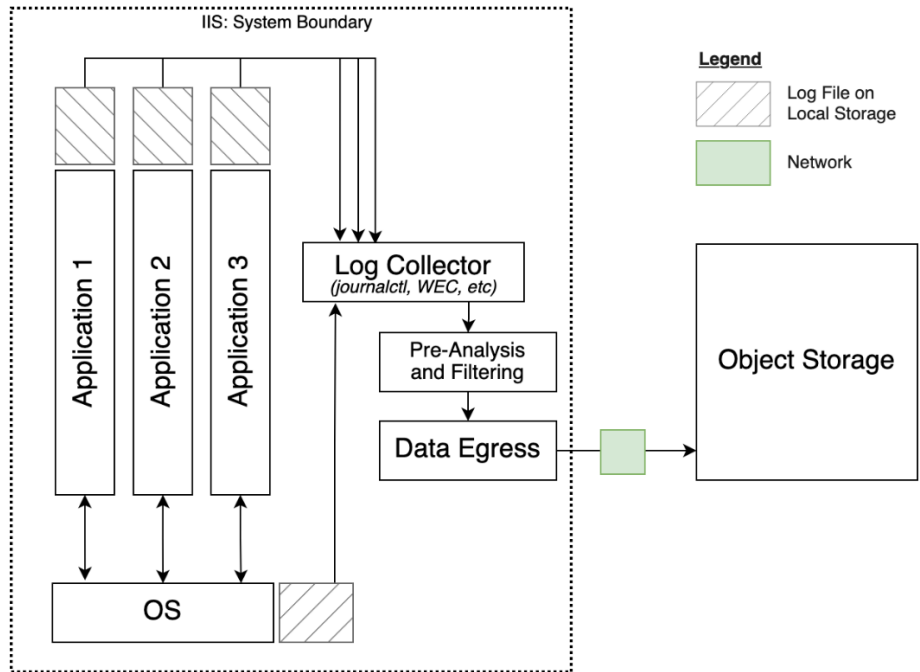 IIS: System Boundary
Legend
Log File on
Local Storage
Network
Application 1
Application 2
Application 3
Log Collector
(journalctl, WEC, etc)
Pre-Analysis
and Filtering
Data Egress
Object Storage
OS